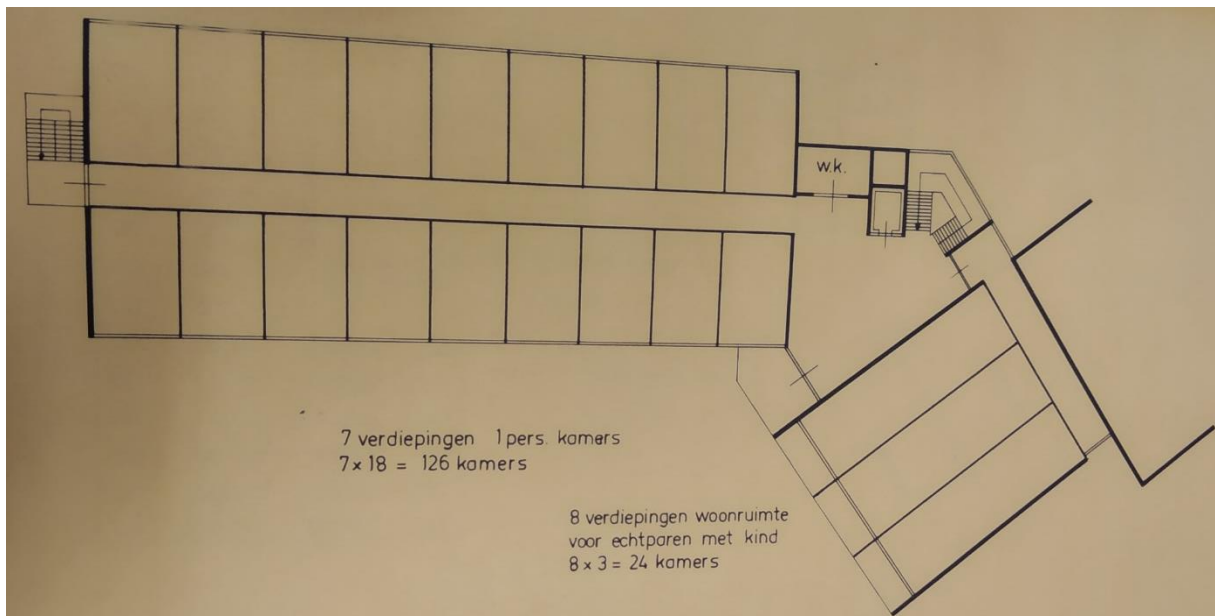 w.k.
7 verdiepingen 1 pers. kamers
7 x 18 = 126 kamers
8 verdiepingen woonruimte
voor echtparen met kind
8 x 3 = 24 kamers